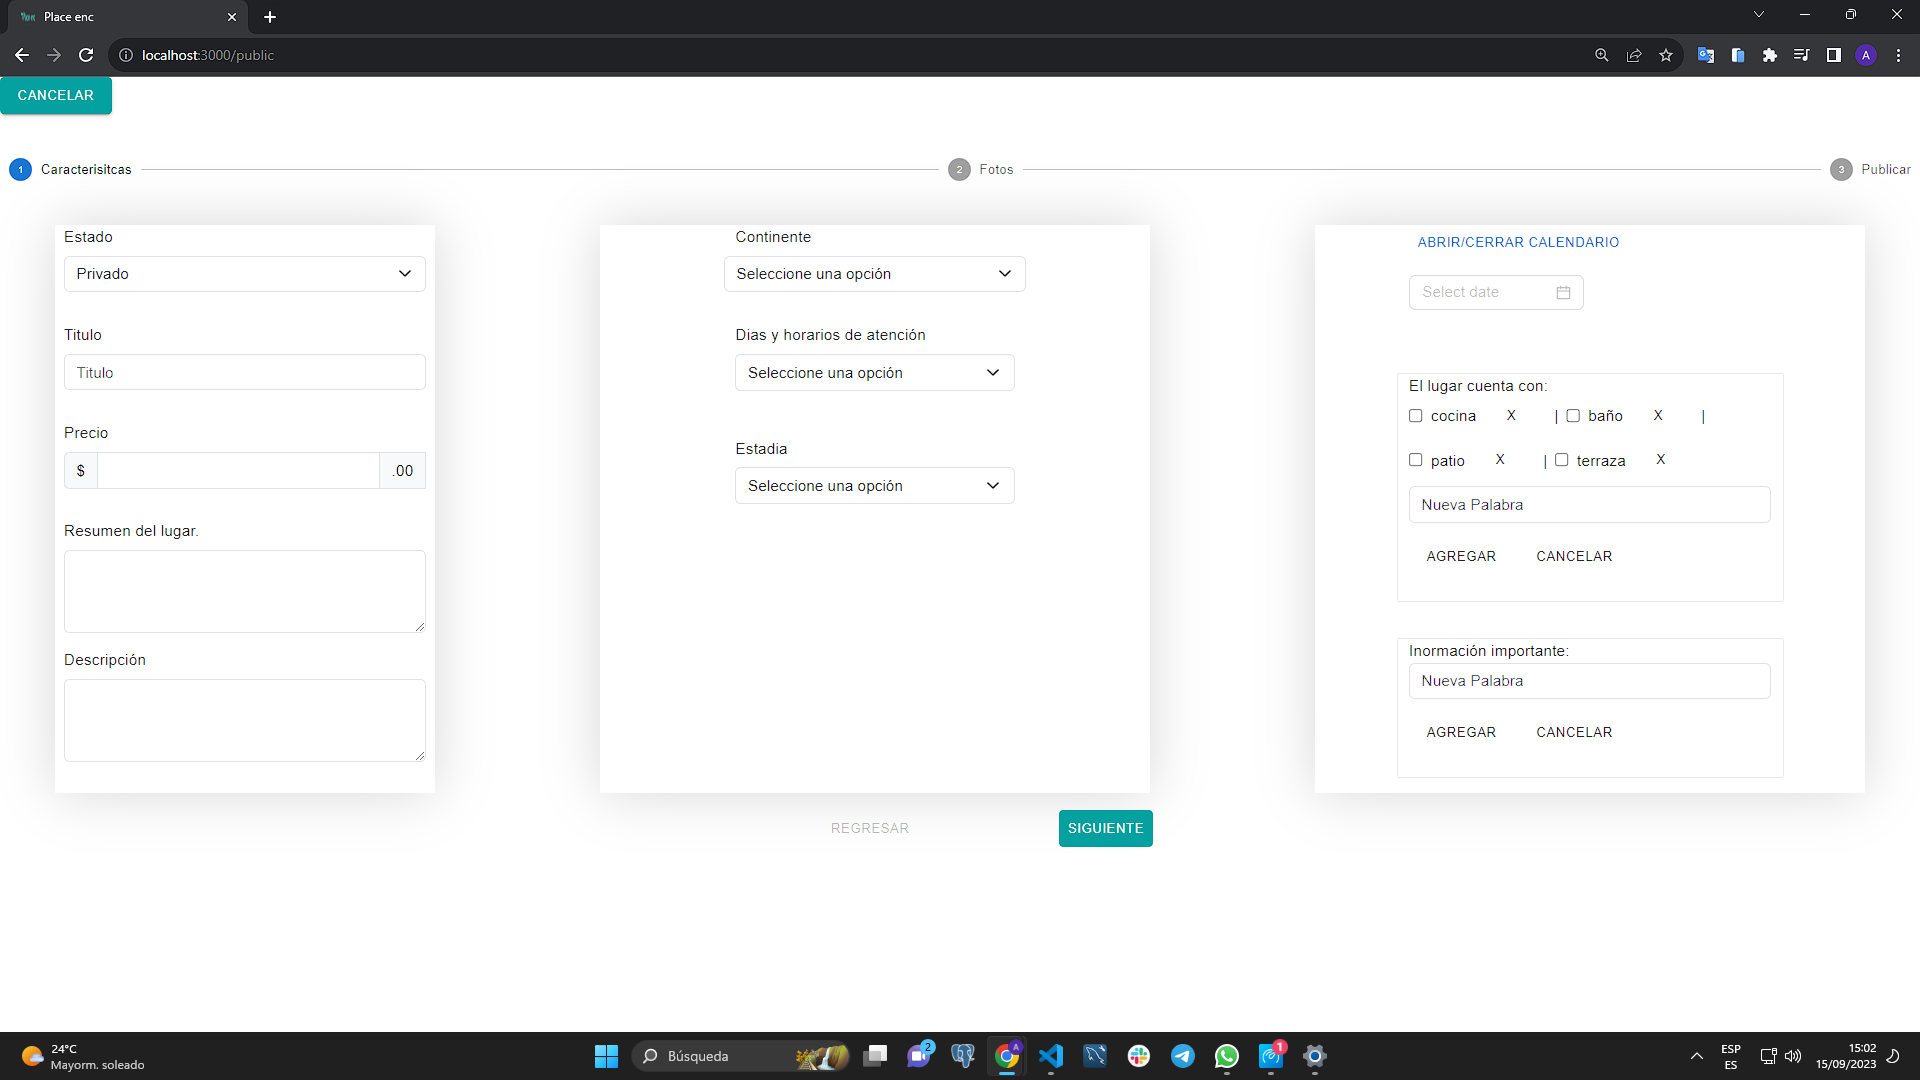 Place enc
localhost:3000/public
A
CANCELAR
1 Caracterisitcas
2 Fotos
3 Publicar
Estado
Privado
Titulo
Titulo
Precio
$ .00
Resumen del lugar.
Descripción
Continente
Seleccione una opción
Dias y horarios de atención
Seleccione una opción
Estadia
Seleccione una opción
ABRIR/CERRAR CALENDARIO
Select date
El lugar cuenta con:
cocina X | baño X |
patio X | terraza X
Nueva Palabra
AGREGAR CANCELAR
Inormación importante:
Nueva Palabra
AGREGAR CANCELAR
REGRESAR SIGUIENTE
24°C
Mayorm. soleado
Búsqueda
2
A
1
ESP
ES
15:02
15/09/2023